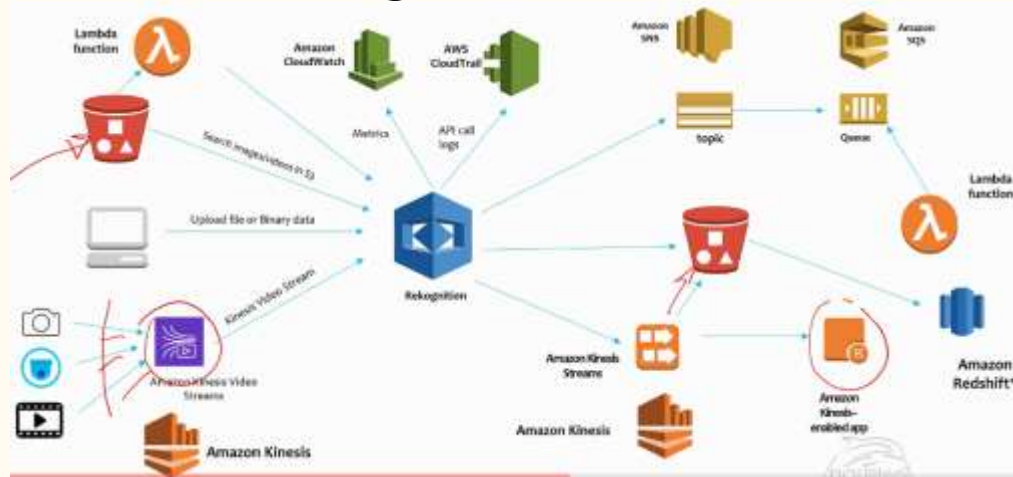 Lambda
function
Amazon
CloudWatch
AWS
CloudTrail
Amazon
SNS
Amazon
SQS
Metrics
API call
logs
topic
Queue
Search images/videos in S3
Lambda
function
Upload file or Binary data
Rekognition
Kinesis Video Stream
Amazon Kinesis Video
Streams
Amazon Kinesis
Streams
Amazon
Redshift*
Amazon
Kinesis-
enabled app
Amazon Kinesis
Amazon Kinesis